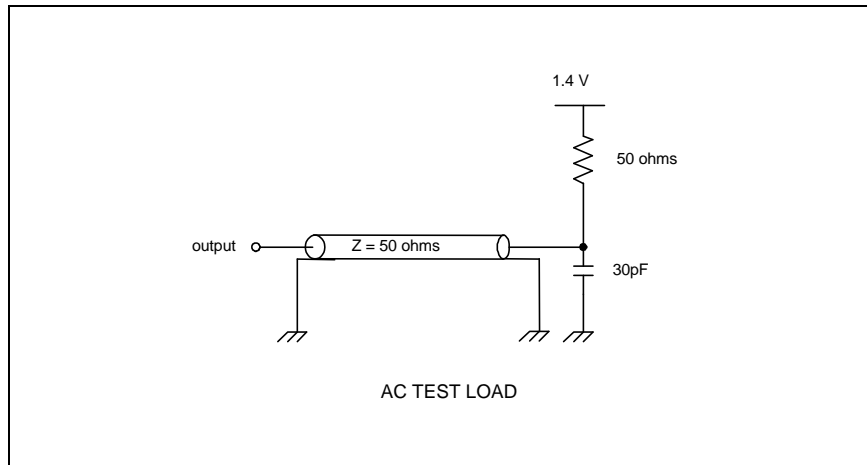 1.4 V
50 ohms
output
Z = 50 ohms
30pF
AC TEST LOAD